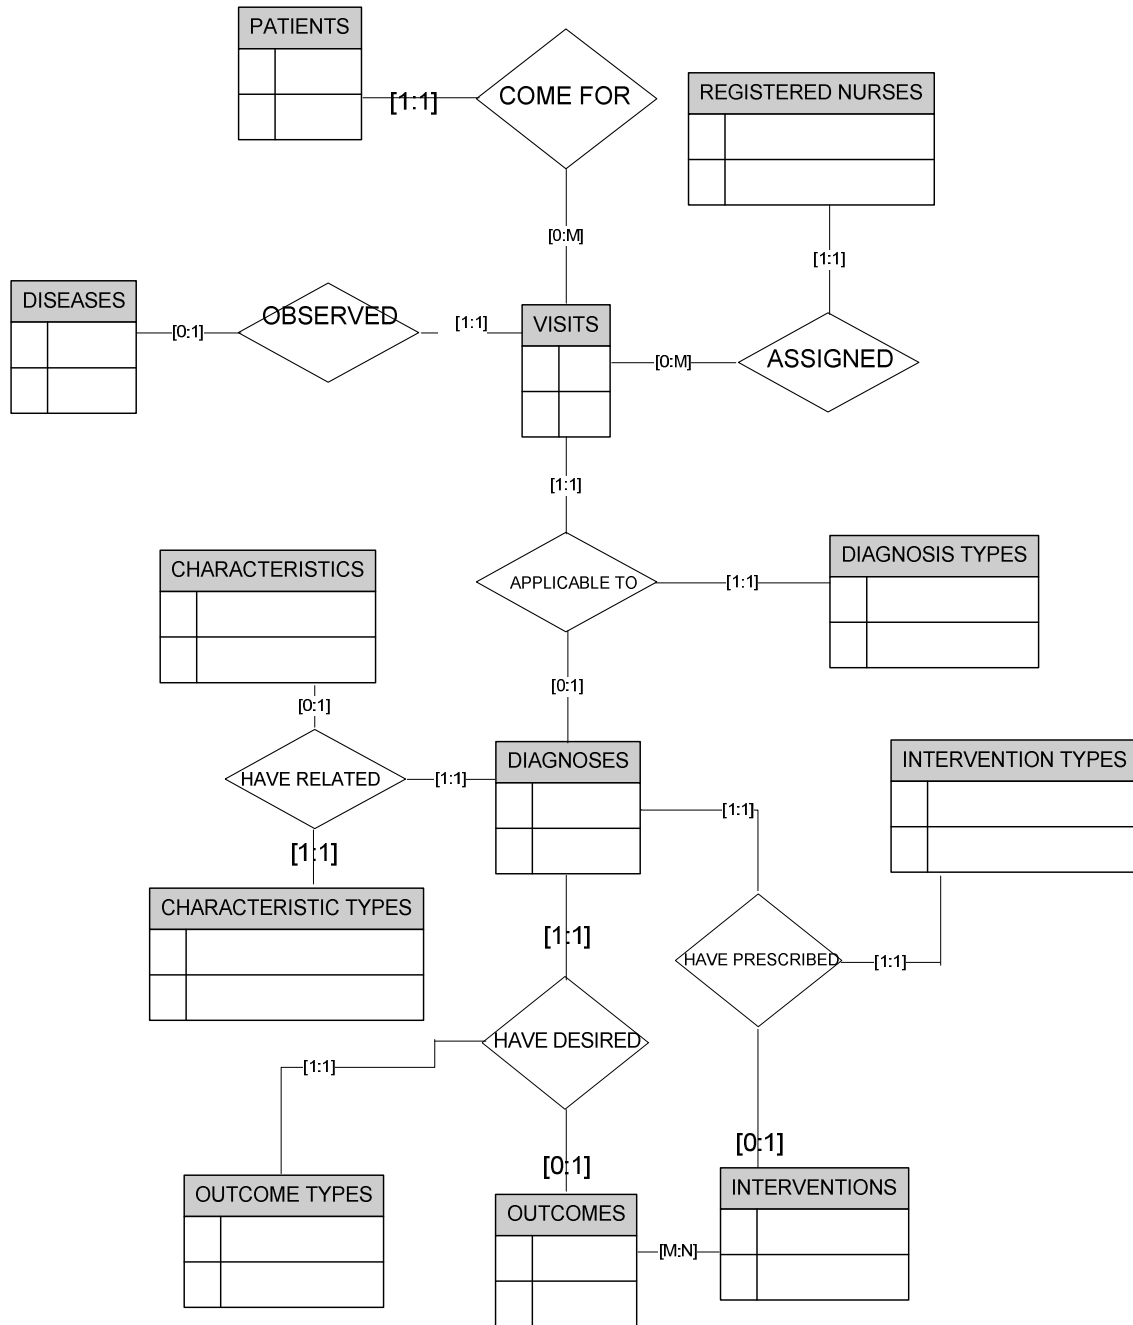 PATIENTS
COME FOR
[1:1]
REGISTERED NURSES
[0:M]
[1:1]
DISEASES
OBSERVED
[0:1]
[1:1]
VISITS
[0:M]
ASSIGNED
[1:1]
CHARACTERISTICS
APPLICABLE TO
[1:1]
DIAGNOSIS TYPES
[0:1]
[0:1]
HAVE RELATED
[1:1]
DIAGNOSES
INTERVENTION TYPES
[1:1]
[1:1]
CHARACTERISTIC TYPES
[1:1]
HAVE PRESCRIBED
[1:1]
HAVE DESIRED
[1:1]
[0:1]
[0:1]
OUTCOME TYPES
OUTCOMES
INTERVENTIONS
[M:N]